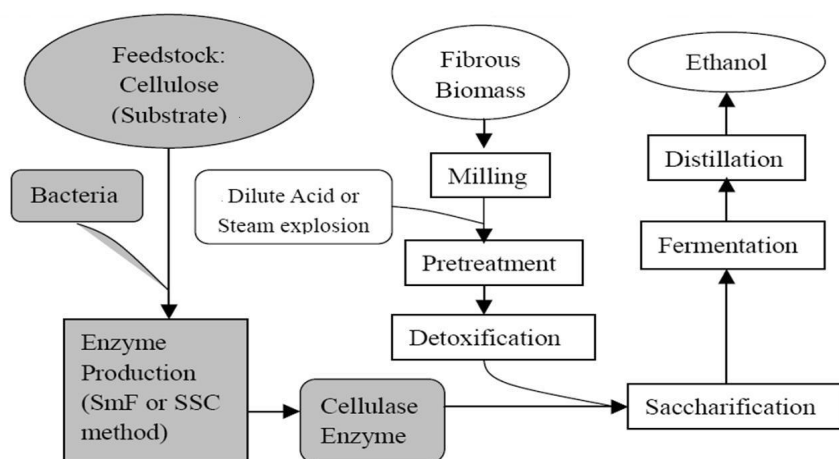 Feedstock:
Cellulose
(Substrate)
Fibrous
Biomass
Ethanol
Bacteria
Dilute Acid or
Steam explosion
Milling
Distillation
Pretreatment
Fermentation
Enzyme
Production
(SmF or SSC
method)
Detoxification
Cellulase
Enzyme
Saccharification